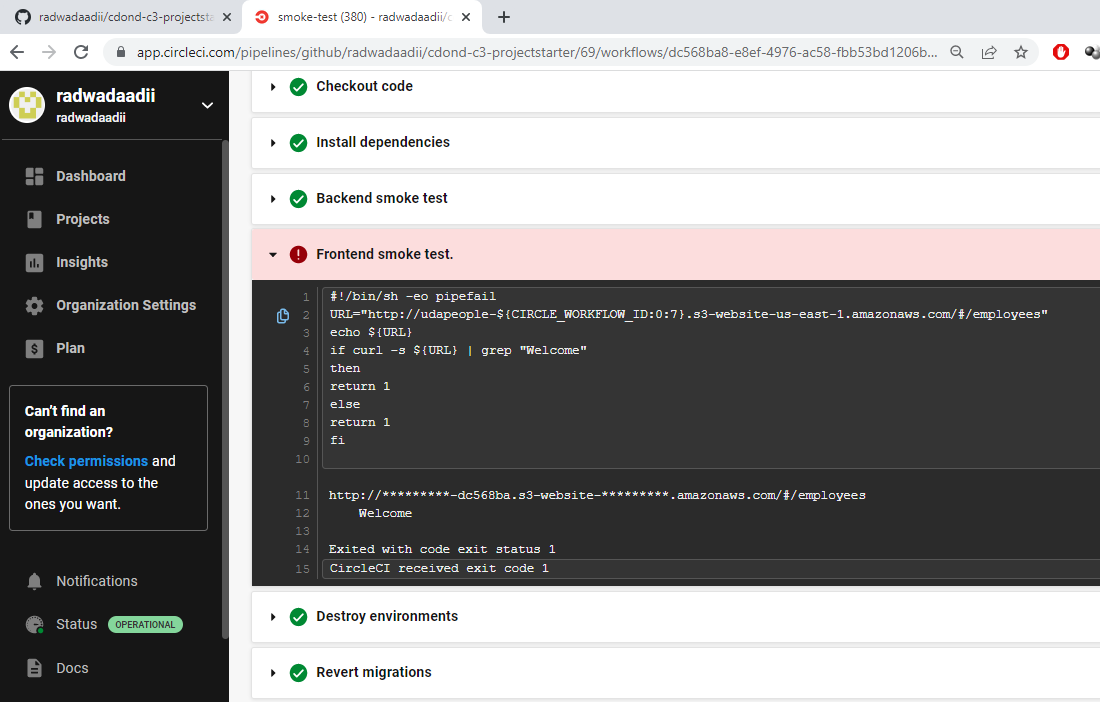 radwadaadii/cdond-c3-projectsta
smoke-test (380) - radwadaadii/c
app.circleci.com/pipelines/github/radwadaadii/cdond-c3-projectstarter/69/workflows/dc568ba8-e8ef-4976-ac58-fbb53bd1206b...
radwadaadii
radwadaadii
Dashboard
Projects
Insights
Organization Settings
Plan
Can't find an
organization?
Check permissions and
update access to the
ones you want.
Notifications
Status OPERATIONAL
Docs
Checkout code
Install dependencies
Backend smoke test
Frontend smoke test.
1 #!/bin/sh -eo pipefail
2 URL="http://udapeople-${CIRCLE_WORKFLOW_ID:0:7}.s3-website-us-east-1.amazonaws.com/#/employees"
3 echo ${URL}
4 if curl -s ${URL} | grep "Welcome"
5 then
6 return 1
7 else
8 return 1
9 fi
10
11 http://*********-dc568ba.s3-website-*********.amazonaws.com/#/employees
12 Welcome
13
14 Exited with code exit status 1
15 CircleCI received exit code 1
Destroy environments
Revert migrations